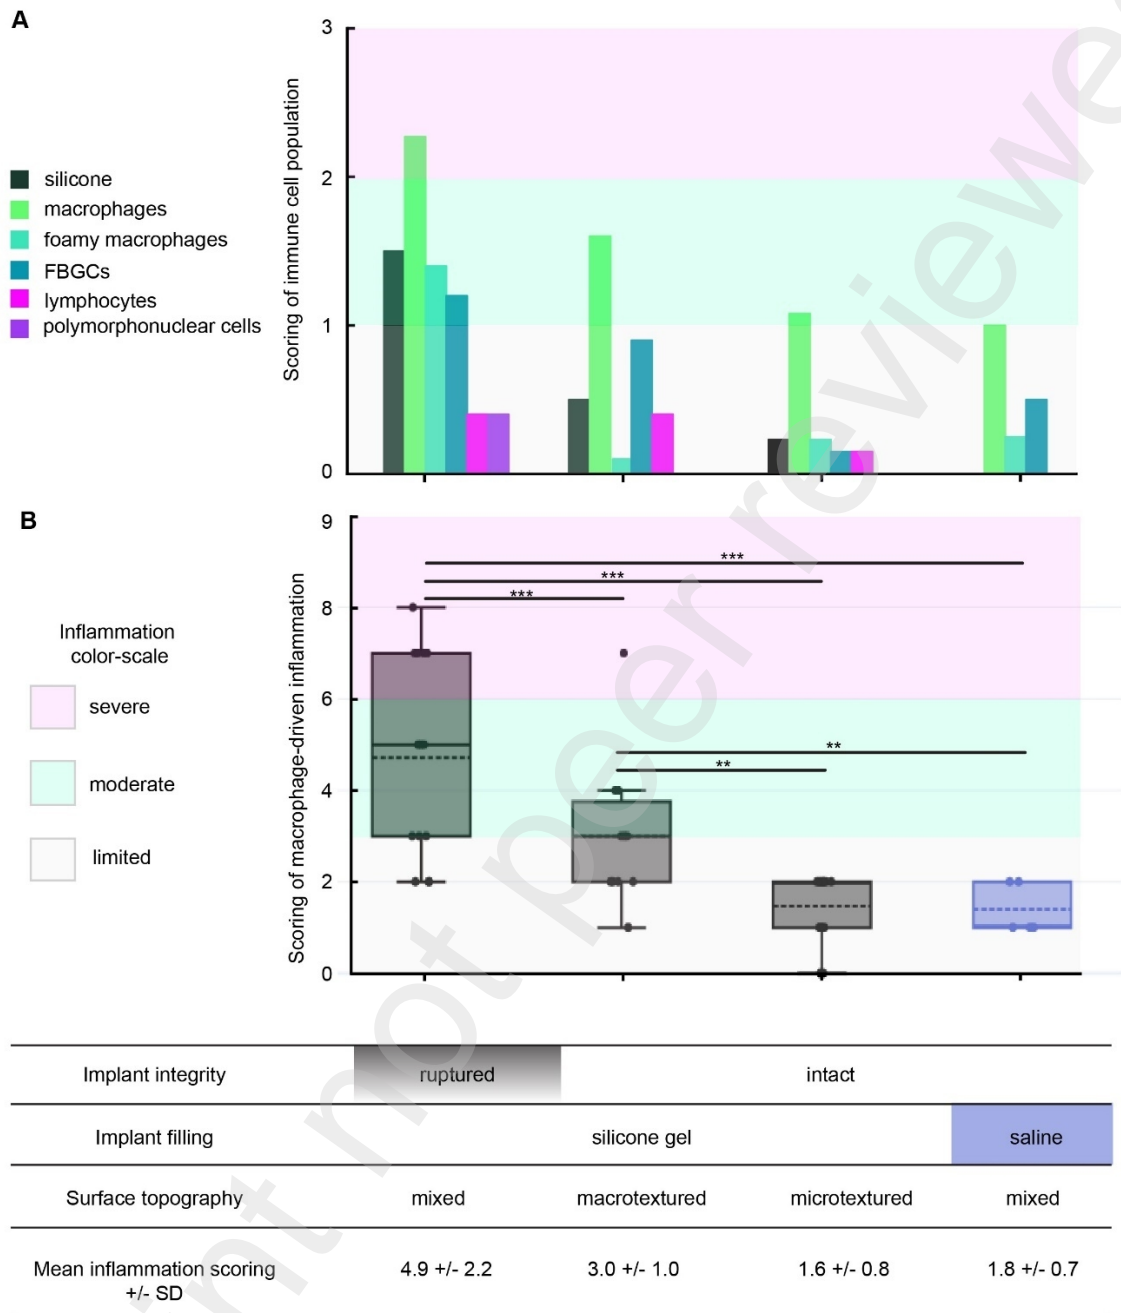 A
3
2
1
0
Scoring of immune cell population
silicone
macrophages
foamy macrophages
FBGCs
lymphocytes
polymorphonuclear cells
B
9
8
6
4
2
0
Scoring of macrophage-driven inflammation
Inflammation
color-scale
severe
moderate
limited
***
***
***
**
**
Implant integrity ruptured intact
Implant filling silicone gel saline
Surface topography mixed macrotextured microtextured mixed
Mean inflammation scoring 4.9 +/- 2.2 3.0 +/- 1.0 1.6 +/- 0.8 1.8 +/- 0.7
+/- SD
not peer reviewe